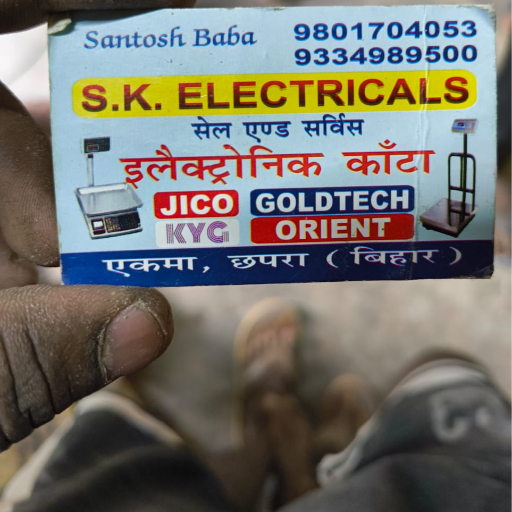 Santosh Baba 9801704053
9334989500
S.K. ELECTRICALS
सेल एण्ड सर्विस
इलैक्ट्रोनिक काँटा
JICO GOLDTECH
KYG ORIENT
एकमा, छपरा ( बिहार )